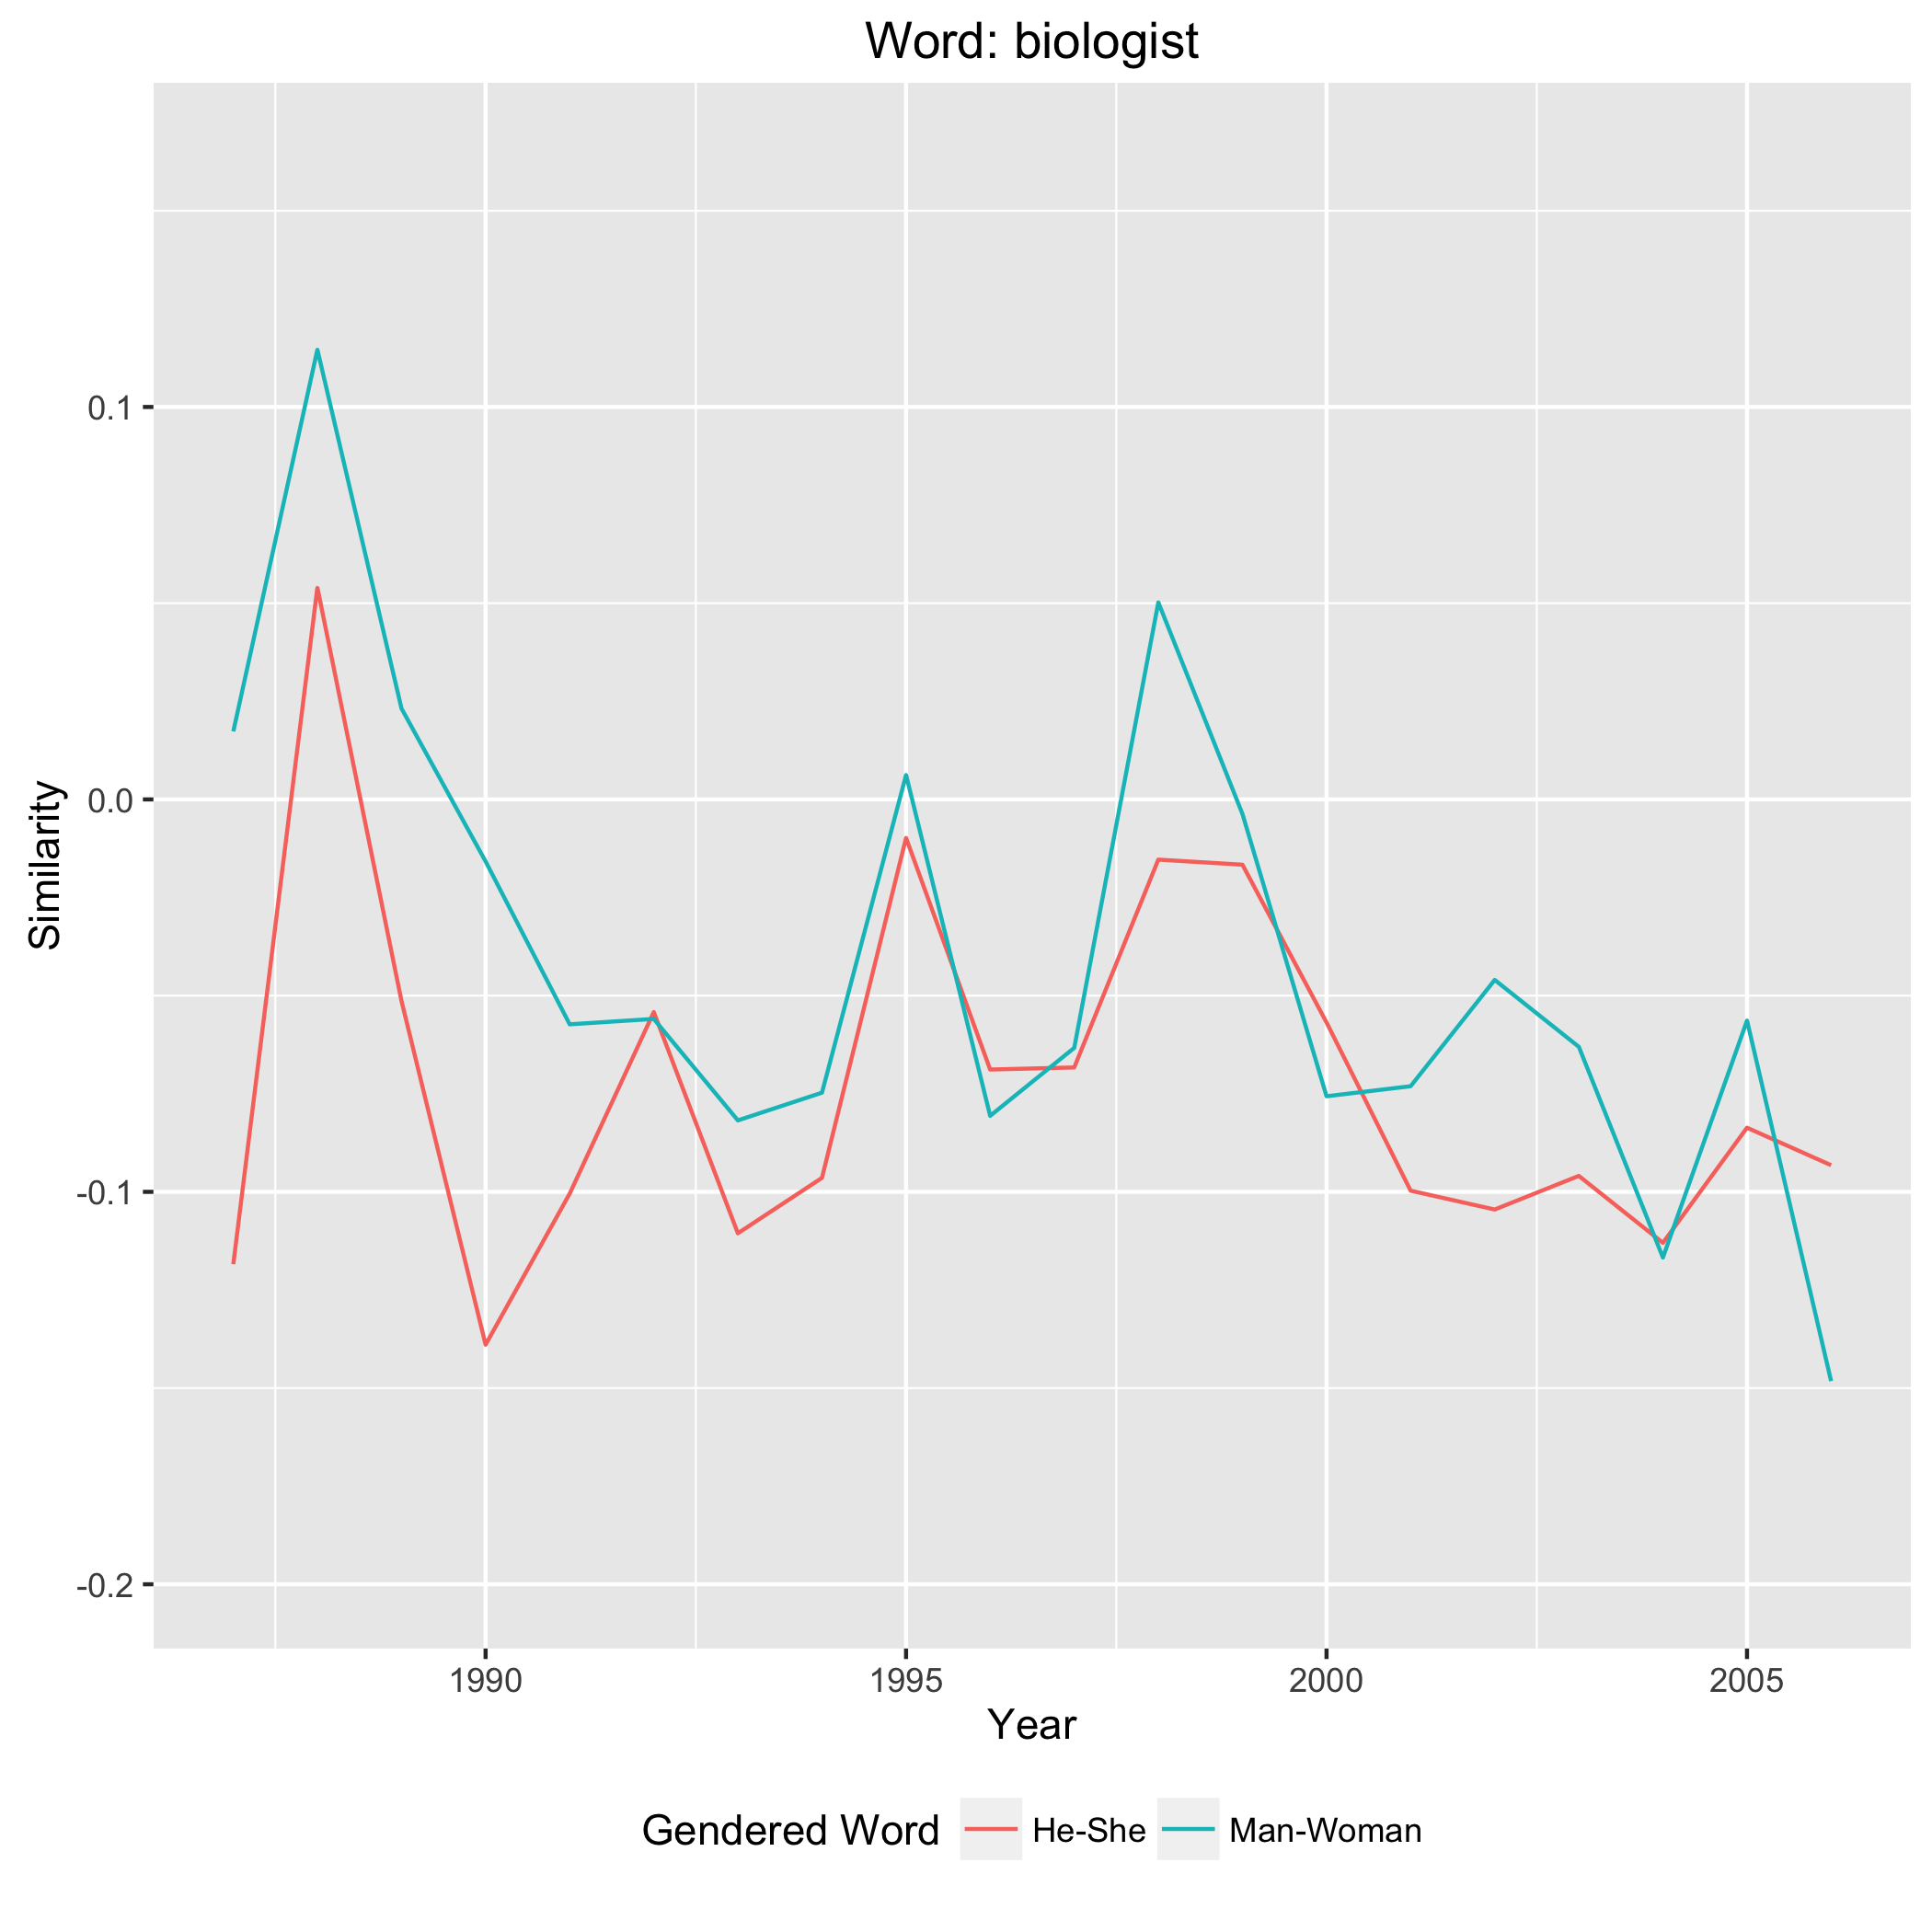 Word: biologist
Similarity
0.1
0.0
-0.1
-0.2
1990 1995 2000 2005
Year
Gendered Word He-She Man-Woman